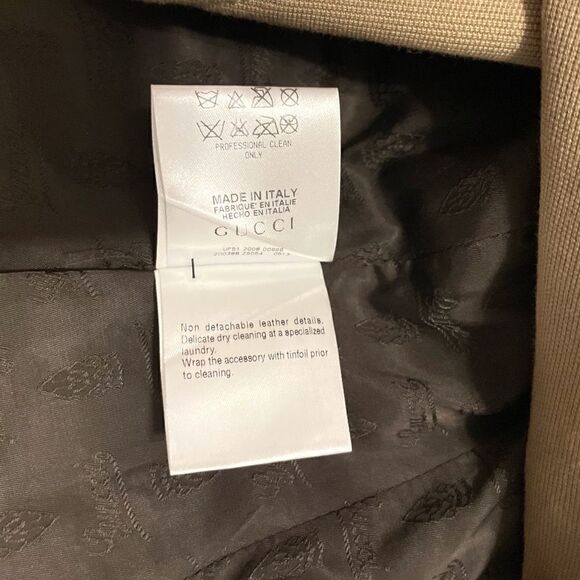 PROFESSIONAL CLEAN
ONLY
MADE IN ITALY
FABRIQUE' EN ITALIE
HECHO EN ITALIA
GUCCI
Non detachable leather details.
Delicate dry cleaning at a specialized
laundry.
Wrap the accessory with tinfoil prior
to cleaning.